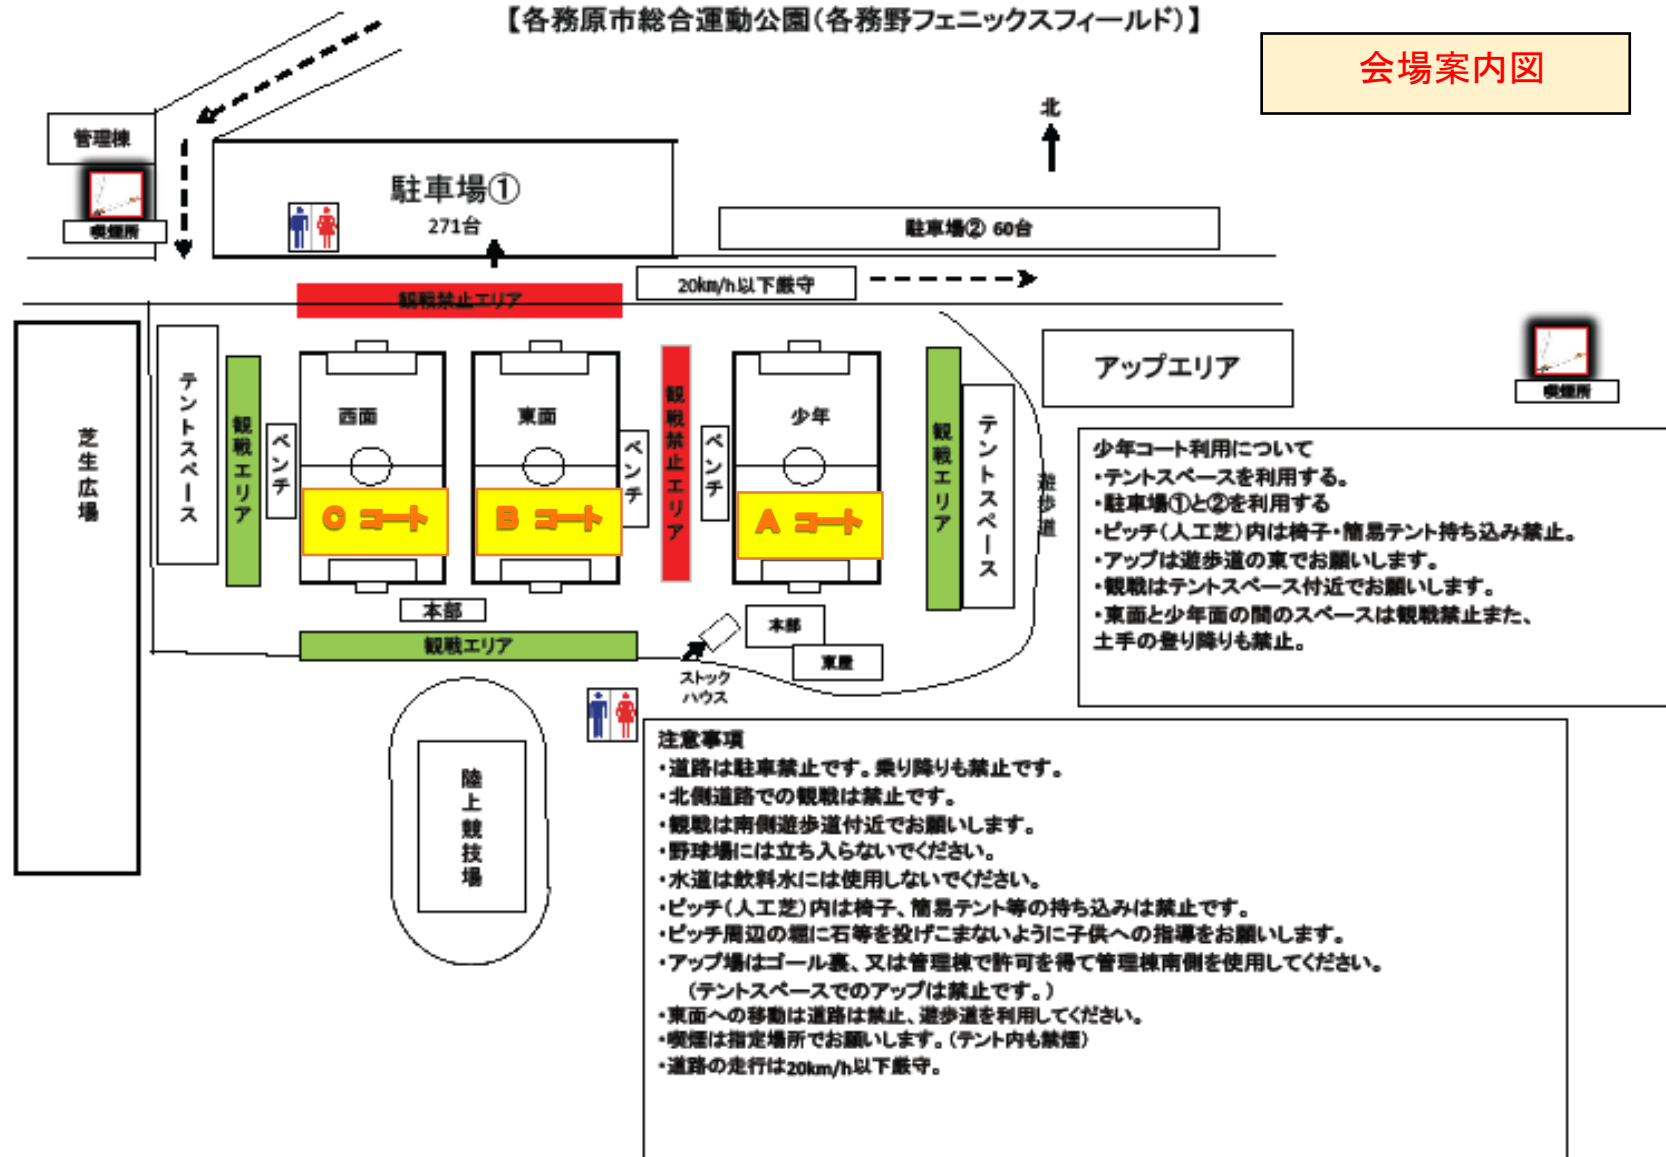 【各務原市総合運動公園(各務野フェニックスフィールド)】
会場案内図
北
管理棟
喫煙所
駐車場①
271台
駐車場② 60台
20km/h以下厳守
観戦禁止エリア
芝生広場
テントスペース
観戦エリア
ベンチ
西面
C コート
東面
B コート
ベンチ
観戦禁止エリア
ベンチ
少年
A コート
観戦エリア
テントスペース
遊歩道
アップエリア
喫煙所
本部
観戦エリア
本部
東屋
ストック
ハウス
陸上競技場
少年コート利用について
・テントスペースを利用する。
・駐車場①と②を利用する
・ピッチ(人工芝)内は椅子・簡易テント持ち込み禁止。
・アップは遊歩道の東でお願いします。
・観戦はテントスペース付近でお願いします。
・東面と少年面の間のスペースは観戦禁止また、
土手の登り降りも禁止。
注意事項
・道路は駐車禁止です。乗り降りも禁止です。
・北側道路での観戦は禁止です。
・観戦は南側遊歩道付近でお願いします。
・野球場には立ち入らないでください。
・水道は飲料水には使用しないでください。
・ピッチ(人工芝)内は椅子、簡易テント等の持ち込みは禁止です。
・ピッチ周辺の堀に石等を投げこまないように子供への指導をお願いします。
・アップ場はゴール裏、又は管理棟で許可を得て管理棟南側を使用してください。
(テントスペースでのアップは禁止です。)
・東面への移動は道路は禁止、遊歩道を利用してください。
・喫煙は指定場所でお願いします。(テント内も禁煙)
・道路の走行は20km/h以下厳守。